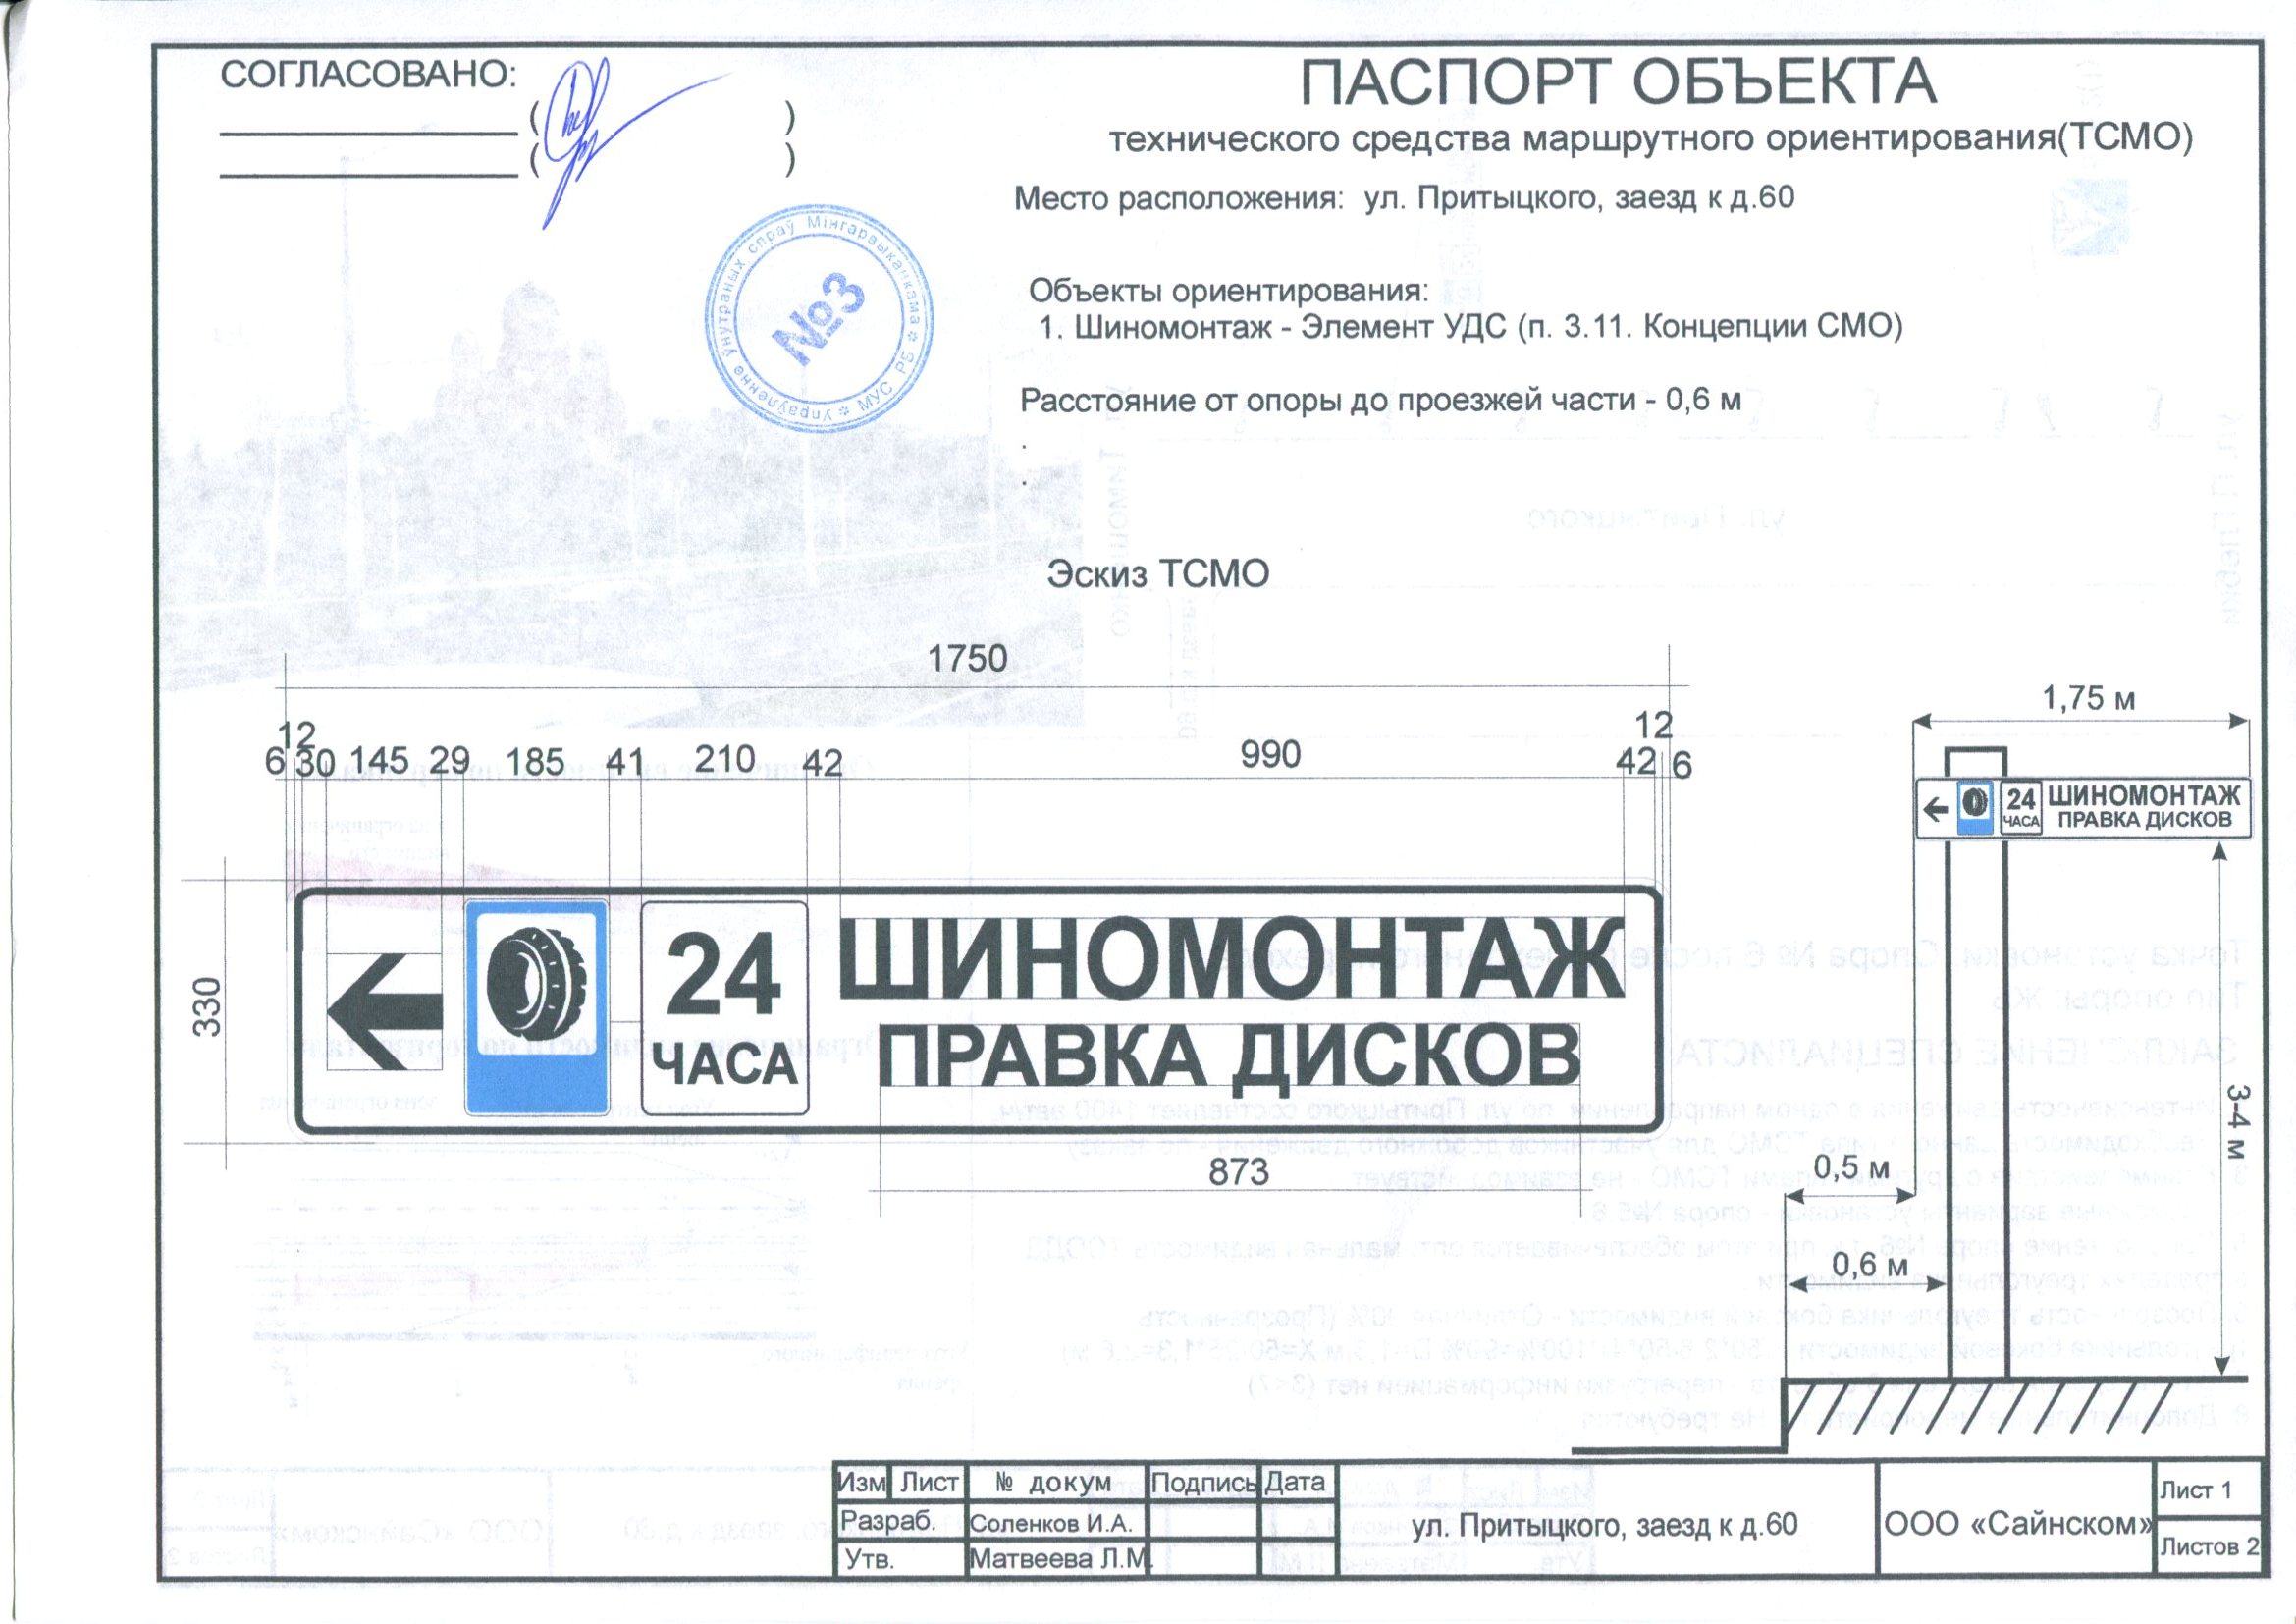 СОГЛАСОВАНО:
( )
( )
Упраўленне ўнутраных спраў Мінгарвыканкама * МУС РБ *
№3
ПАСПОРТ ОБЪЕКТА
технического средства маршрутного ориентирования(ТСМО)
Место расположения: ул. Притыцкого, заезд к д.60
Объекты ориентирования:
1. Шиномонтаж - Элемент УДС (п. 3.11. Концепции СМО)
Расстояние от опоры до проезжей части - 0,6 м
.
.
Эскиз ТСМО
1750
12
12
6 30 145 29 185 41 210 42 990 42 6
330
24
ЧАСА
ШИНОМОНТАЖ
ПРАВКА ДИСКОВ
873
1,75 м
24
ЧАСА
ШИНОМОНТАЖ
ПРАВКА ДИСКОВ
3-4 м
0,5 м
0,6 м
Изм Лист № докум Подпись Дата
Разраб. Соленков И.А.
Утв. Матвеева Л.М.
ул. Притыцкого, заезд к д.60
ООО «Сайнском»
Лист 1
Листов 2